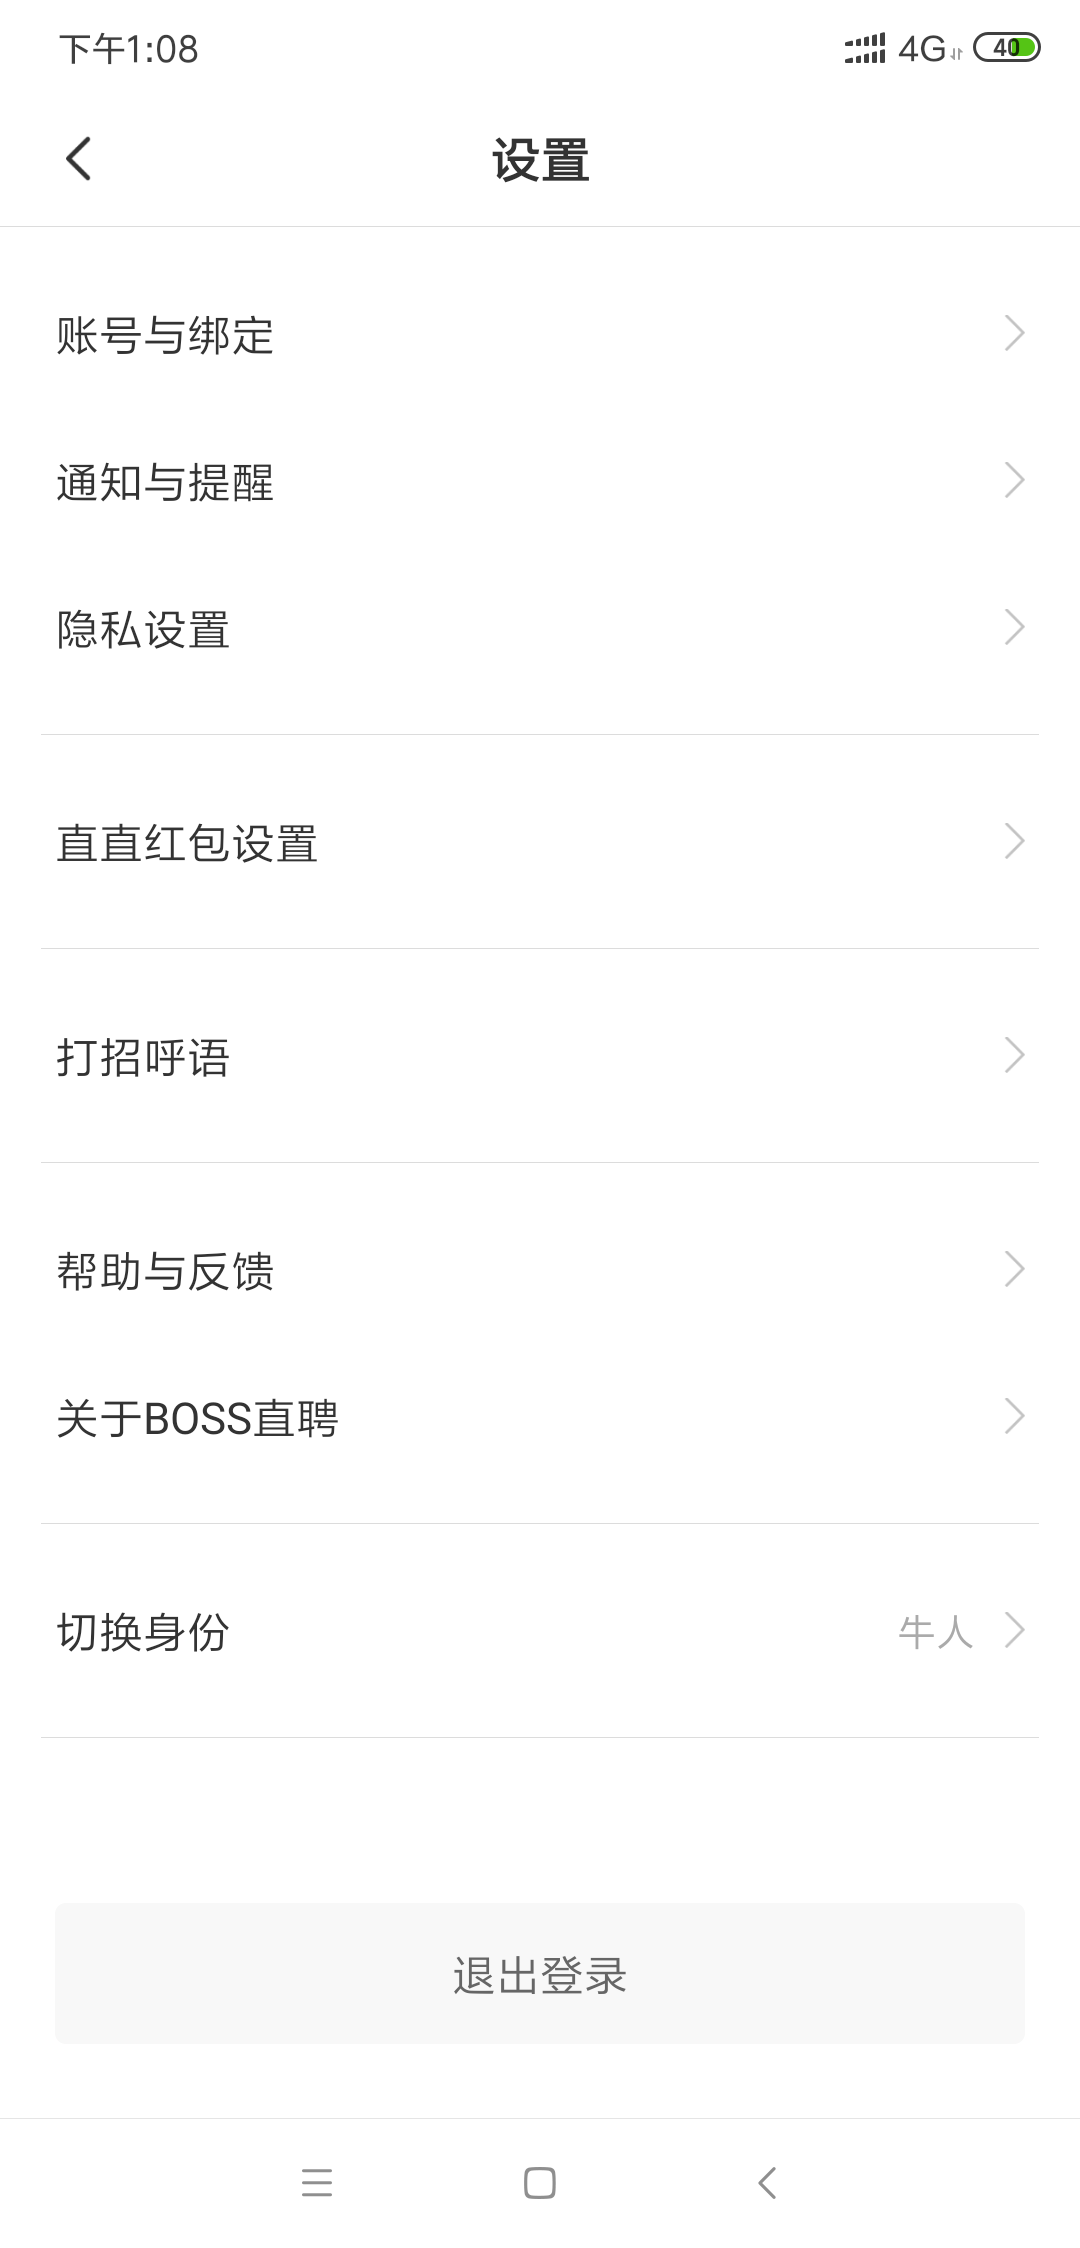 下午1:08 4G 40
设置
账号与绑定
通知与提醒
隐私设置
直直红包设置
打招呼语
帮助与反馈
关于BOSS直聘
切换身份 牛人
退出登录